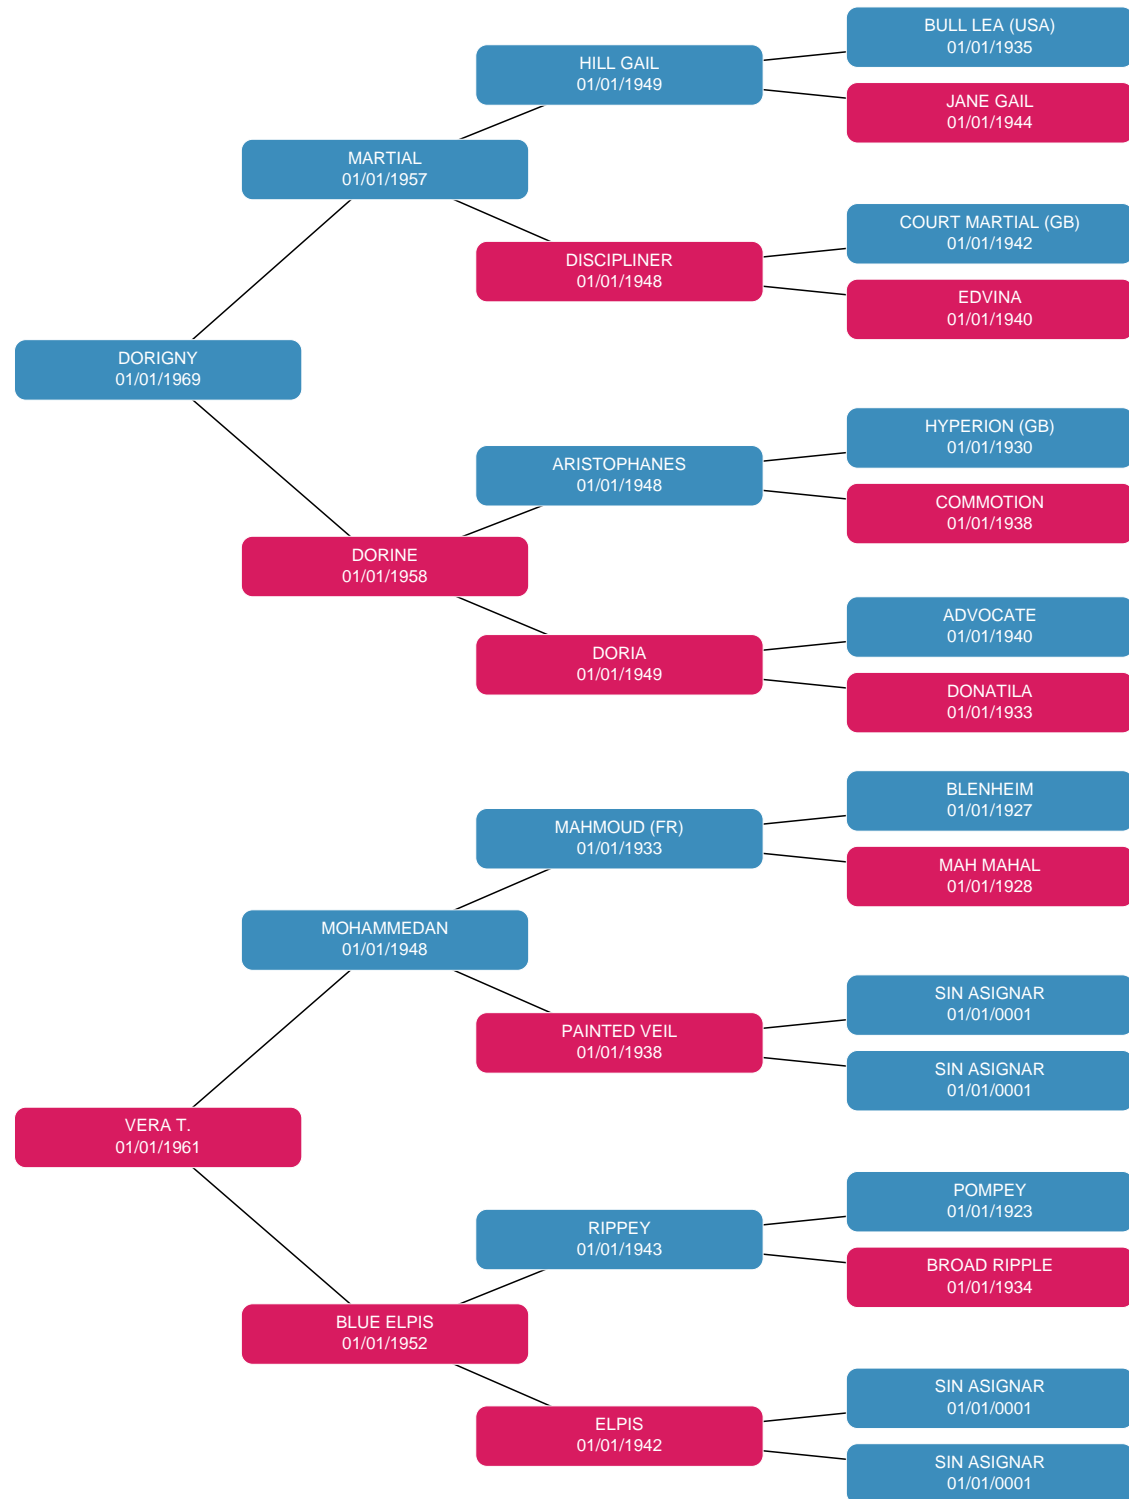 BULL LEA (USA)
01/01/1935
HILL GAIL
01/01/1949
JANE GAIL
01/01/1944
MARTIAL
01/01/1957
COURT MARTIAL (GB)
01/01/1942
DISCIPLINER
01/01/1948
EDVINA
01/01/1940
DORIGNY
01/01/1969
HYPERION (GB)
01/01/1930
ARISTOPHANES
01/01/1948
COMMOTION
01/01/1938
DORINE
01/01/1958
ADVOCATE
01/01/1940
DORIA
01/01/1949
DONATILA
01/01/1933
BLENHEIM
01/01/1927
MAHMOUD (FR)
01/01/1933
MAH MAHAL
01/01/1928
MOHAMMEDAN
01/01/1948
SIN ASIGNAR
01/01/0001
PAINTED VEIL
01/01/1938
SIN ASIGNAR
01/01/0001
VERA T.
01/01/1961
POMPEY
01/01/1923
RIPPEY
01/01/1943
BROAD RIPPLE
01/01/1934
BLUE ELPIS
01/01/1952
SIN ASIGNAR
01/01/0001
ELPIS
01/01/1942
SIN ASIGNAR
01/01/0001